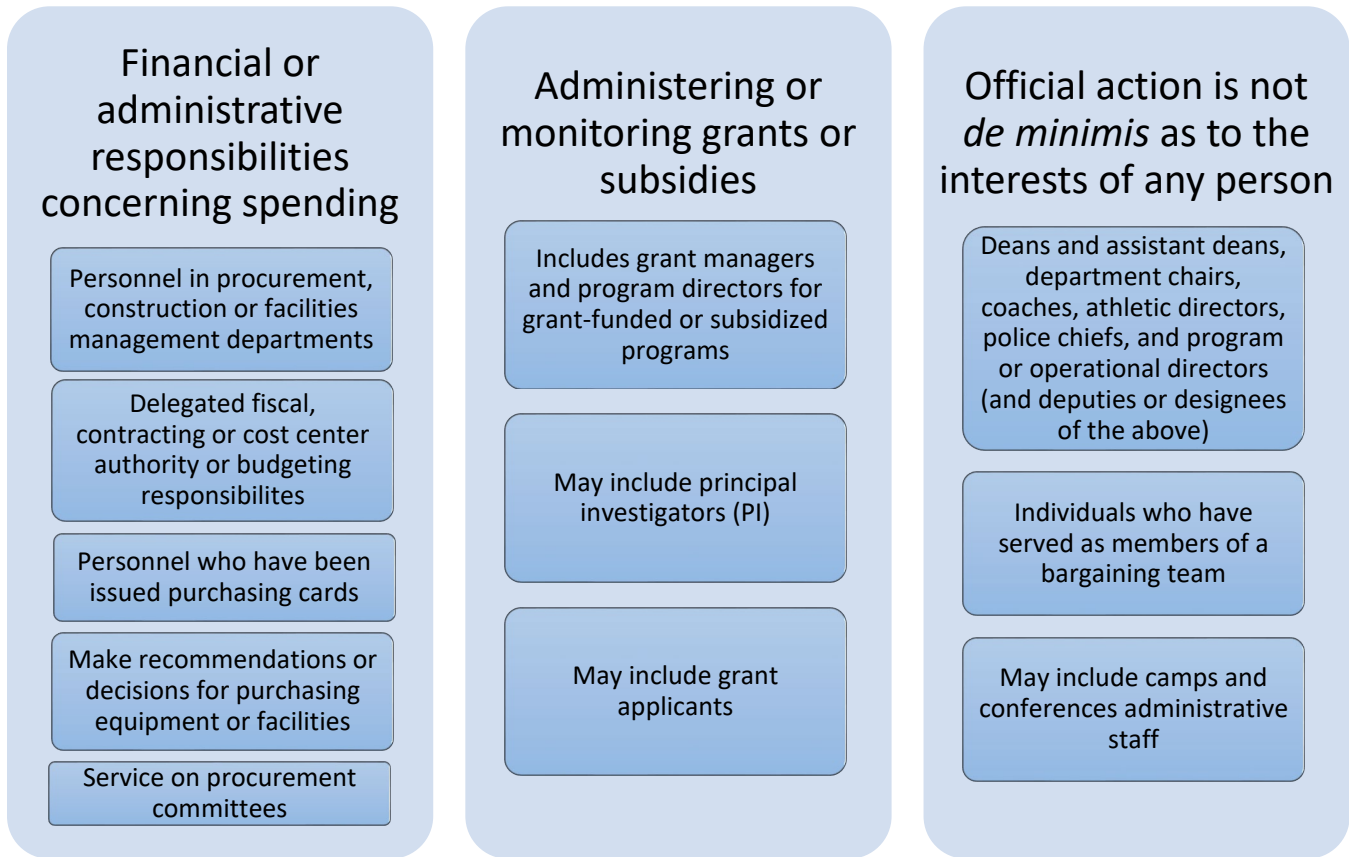 Financial or
administrative
responsibilities
concerning spending
Personnel in procurement,
construction or facilities
management departments
Delegated fiscal,
contracting or cost center
authority or budgeting
responsibilites
Personnel who have been
issued purchasing cards
Make recommendations or
decisions for purchasing
equipment or facilities
Service on procurement
committees
Administering or
monitoring grants or
subsidies
Includes grant managers
and program directors for
grant-funded or subsidized
programs
May include principal
investigators (PI)
May include grant
applicants
Official action is not
de minimis as to the
interests of any person
Deans and assistant deans,
department chairs,
coaches, athletic directors,
police chiefs, and program
or operational directors
(and deputies or designees
of the above)
Individuals who have
served as members of a
bargaining team
May include camps and
conferences administrative
staff